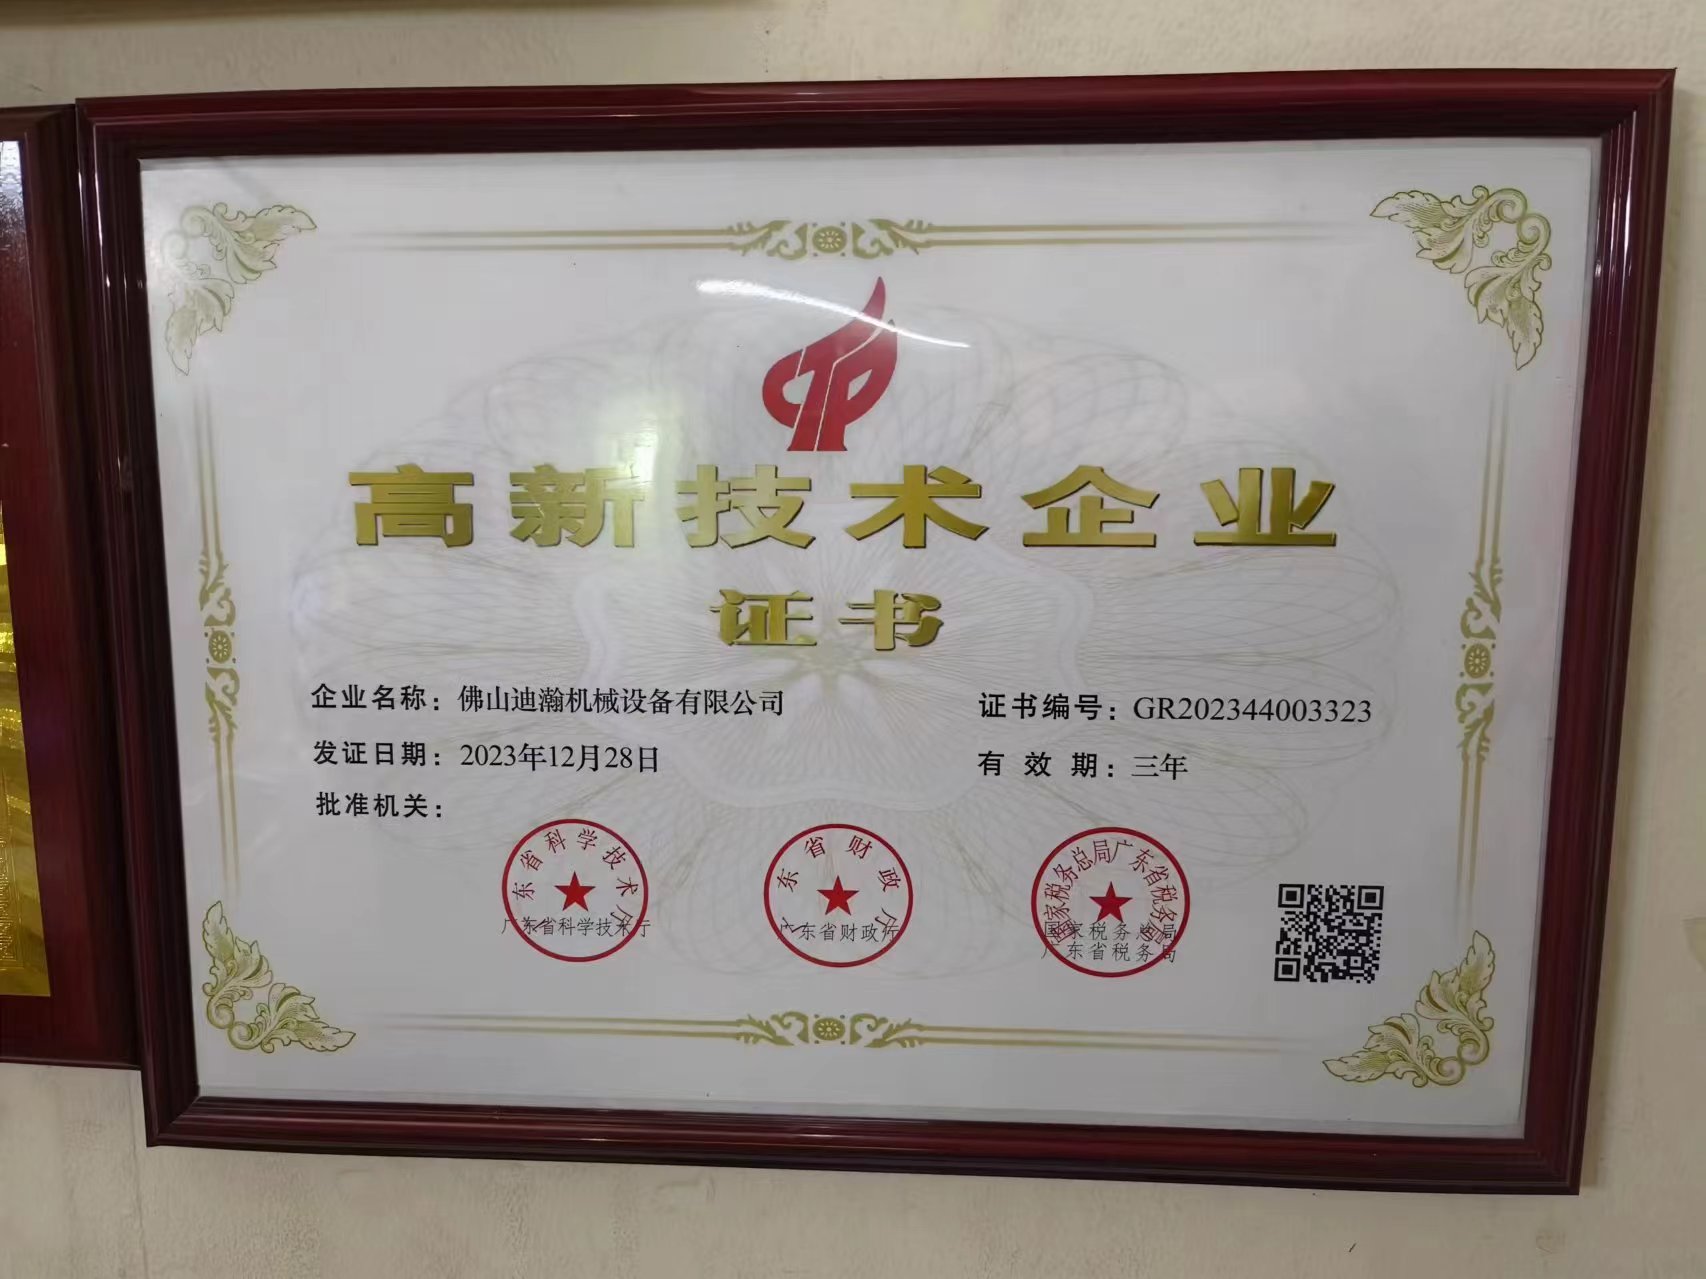 高新技术企业
证书
企业名称：佛山迪瀚机械设备有限公司
证书编号：GR202344003323
发证日期：2023年12月28日
有效期：三年
批准机关：
广东省科学技术厅
广东省科学技术厅
广东省财政厅
广东省财政厅
国家税务总局广东省税务局
国家税务总局
广东省税务局